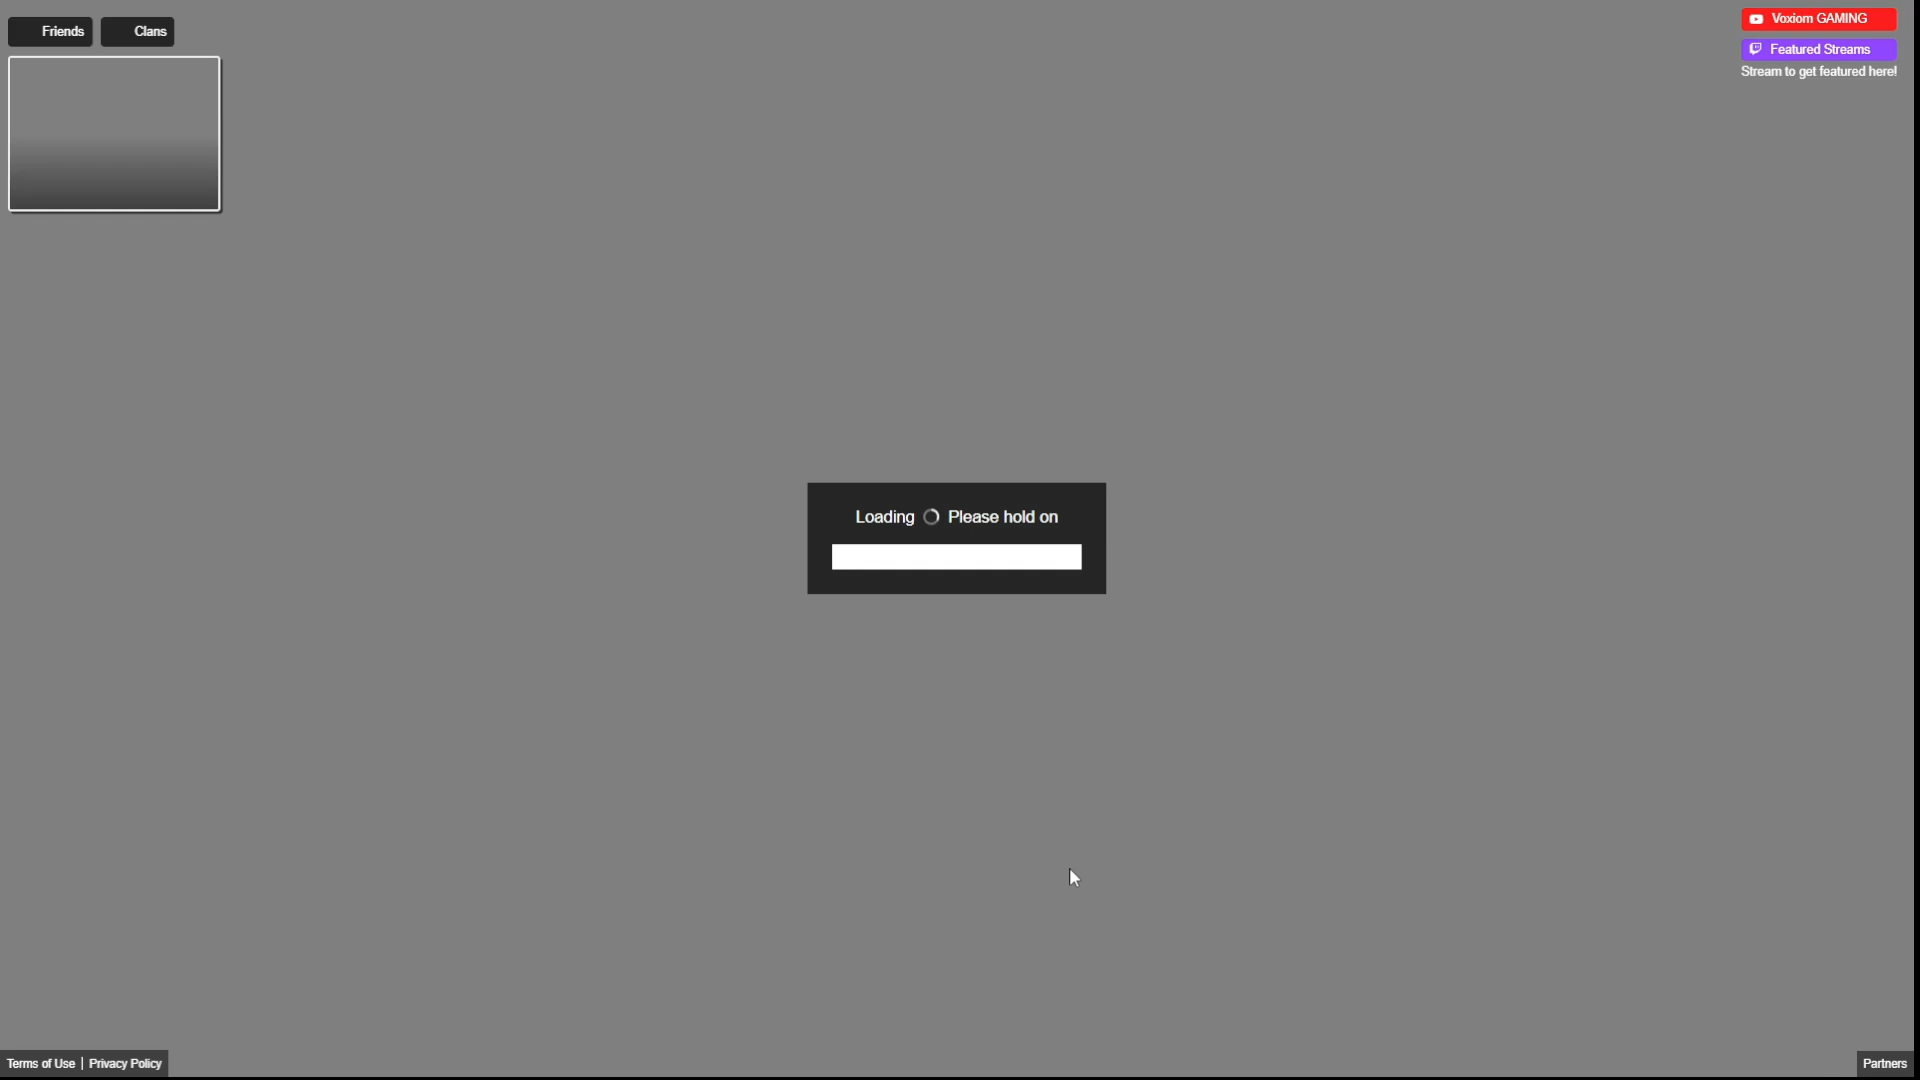 Friends
Clans
Voxiom GAMING
Featured Streams
Stream to get featured here!
Loading Please hold on
Terms of Use | Privacy Policy
Partners